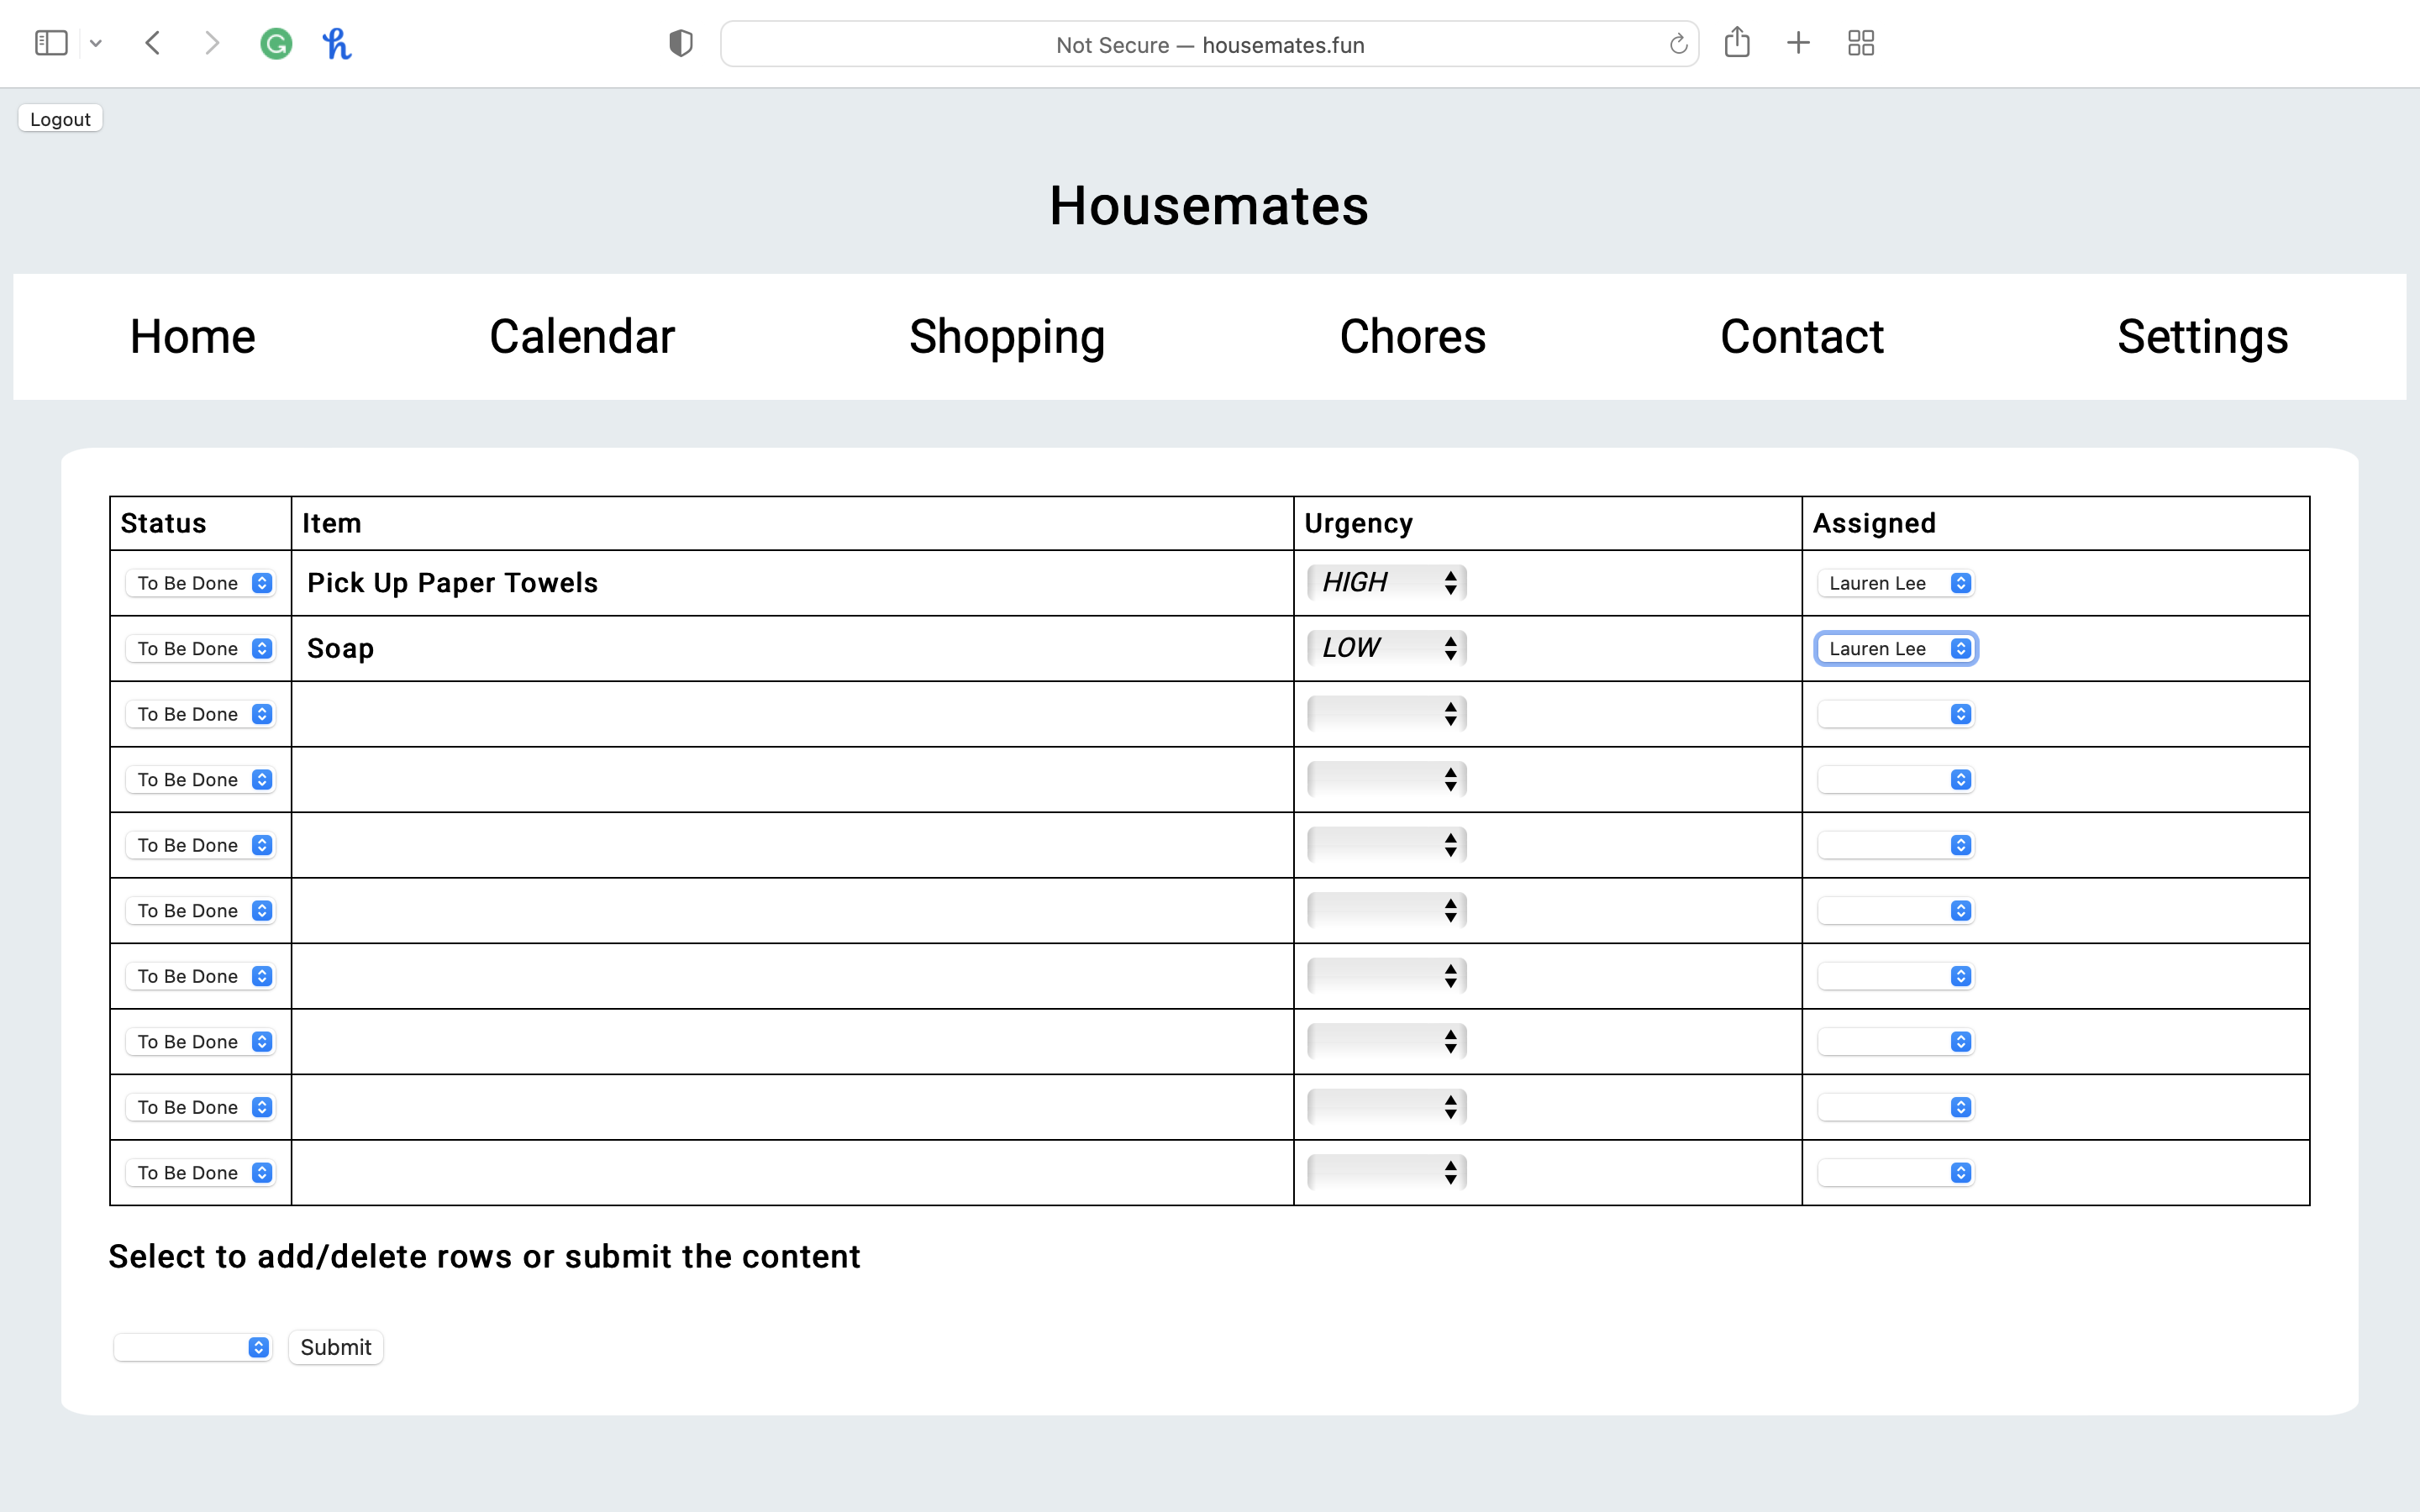 Not Secure — housemates.fun
Logout
Housemates
Home Calendar Shopping Chores Contact Settings
Status Item Urgency Assigned
To Be Done Pick Up Paper Towels HIGH Lauren Lee
To Be Done Soap LOW Lauren Lee
To Be Done
To Be Done
To Be Done
To Be Done
To Be Done
To Be Done
To Be Done
To Be Done
Select to add/delete rows or submit the content
Submit